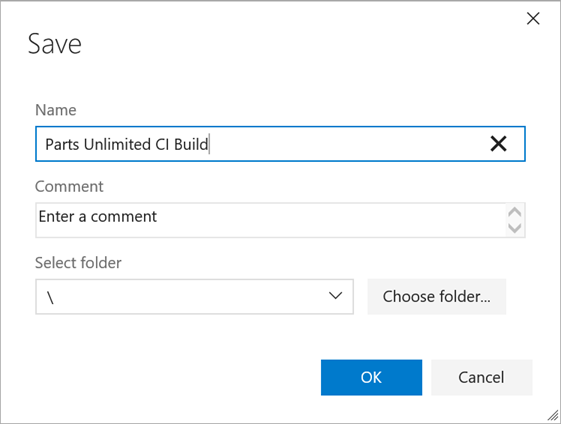 Save
Name
Parts Unlimited CI Build
Comment
Enter a comment
Select folder
\
Choose folder...
OK
Cancel